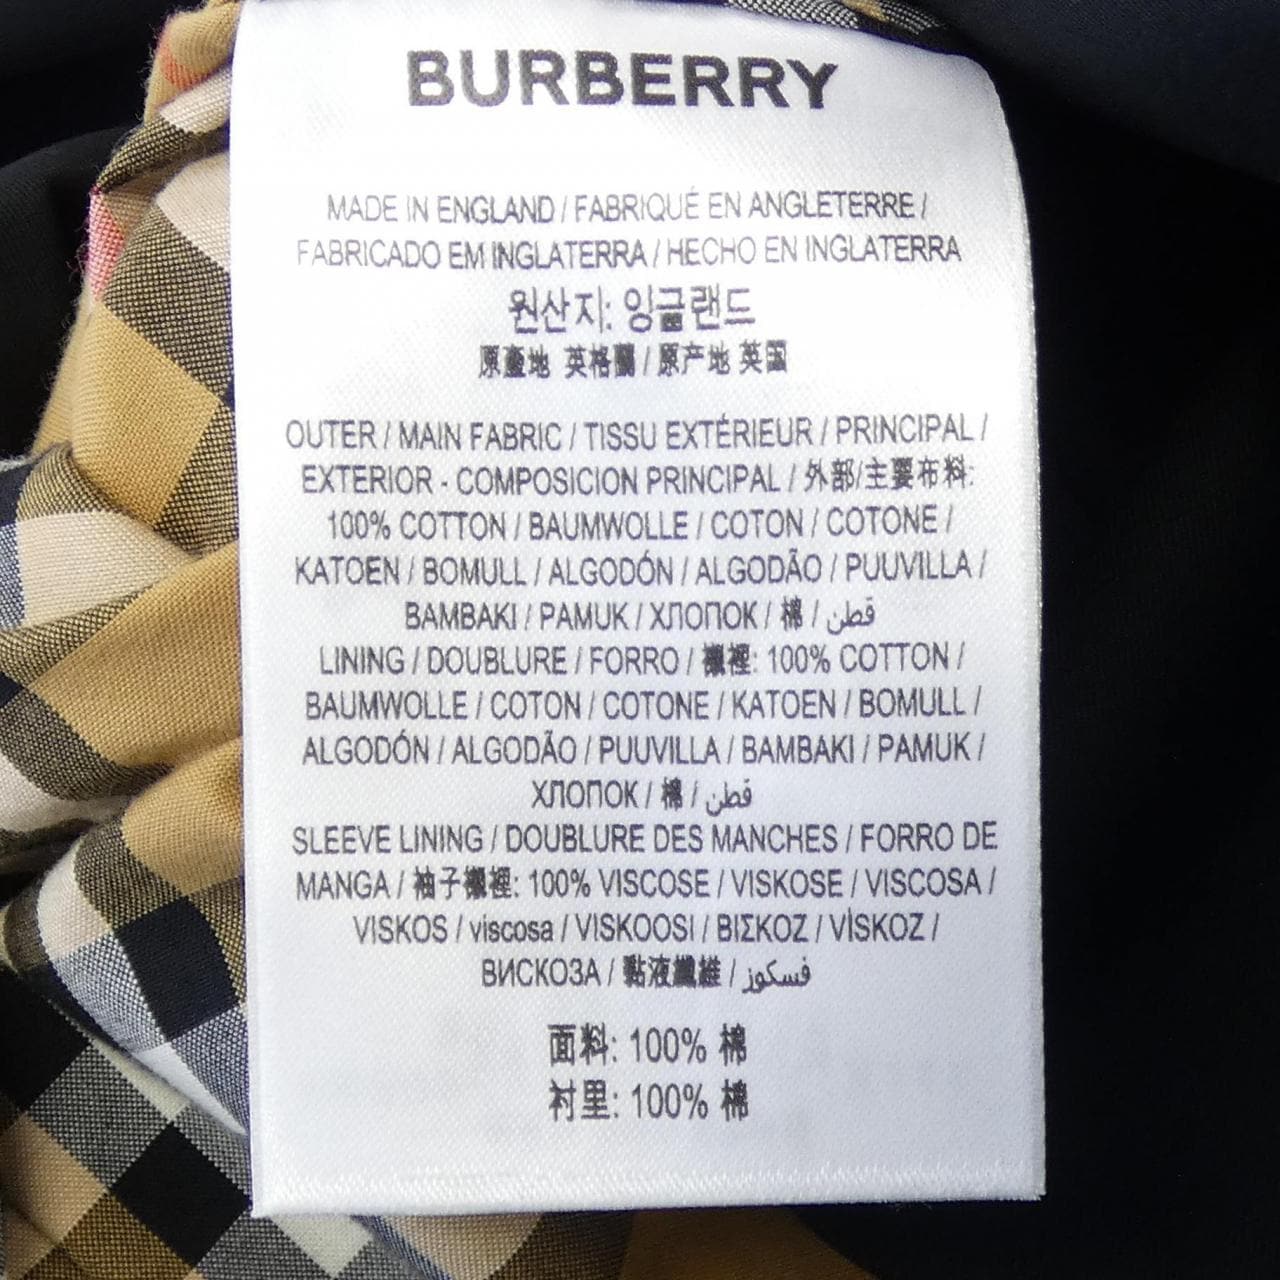 BURBERRY
MADE IN ENGLAND / FABRIQUÉ EN ANGLETERRE /
FABRICADO EM INGLATERRA / HECHO EN INGLATERRA
원산지: 잉글랜드
原産地 英格蘭 / 原产地 英国
OUTER / MAIN FABRIC / TISSU EXTÉRIEUR / PRINCIPAL /
EXTERIOR - COMPOSICION PRINCIPAL / 外部/主要布料:
100% COTTON / BAUMWOLLE / COTON / COTONE /
KATOEN / BOMULL / ALGODÓN / ALGODÃO / PUUVILLA /
BAMBAKI / PAMUK / ХЛОПОК / 棉 / قطن
LINING / DOUBLURE / FORRO / 襯裡: 100% COTTON /
BAUMWOLLE / COTON / COTONE / KATOEN / BOMULL /
ALGODÓN / ALGODÃO / PUUVILLA / BAMBAKI / PAMUK /
ХЛОПОК / 棉 / قطن
SLEEVE LINING / DOUBLURE DES MANCHES / FORRO DE
MANGA / 袖子襯裡: 100% VISCOSE / VISKOSE / VISCOSA /
VISKOS / viscosa / VISKOOSI / ΒΙΣΚΟΖ / VİSKOZ /
ВИСКОЗА / 黏液纖維 / فسكوز
面料: 100% 棉
衬里: 100% 棉